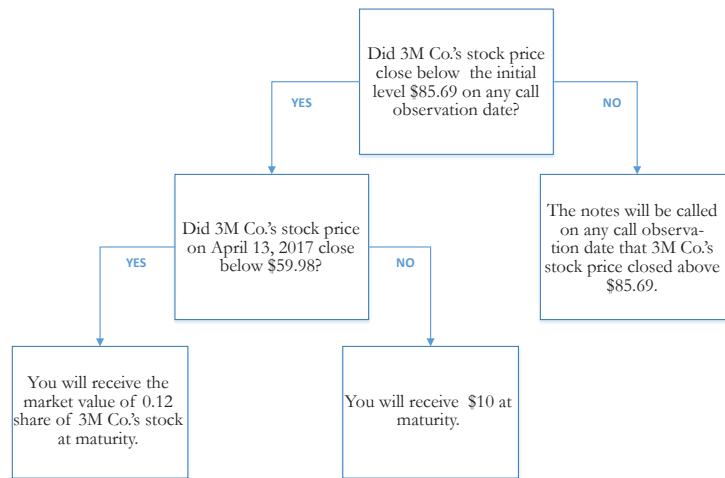 Did 3M Co.'s stock price
close below the initial
level $85.69 on any call
observation date?
YES
NO
Did 3M Co.'s stock price
on April 13, 2017 close
below $59.98?
The notes will be called
on any call observa-
tion date that 3M Co.'s
stock price closed above
$85.69.
YES
NO
You will receive the
market value of 0.12
share of 3M Co.'s stock
at maturity.
You will receive $10 at
maturity.